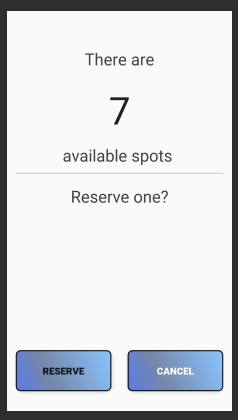 There are
7
available spots
Reserve one?
RESERVE
CANCEL